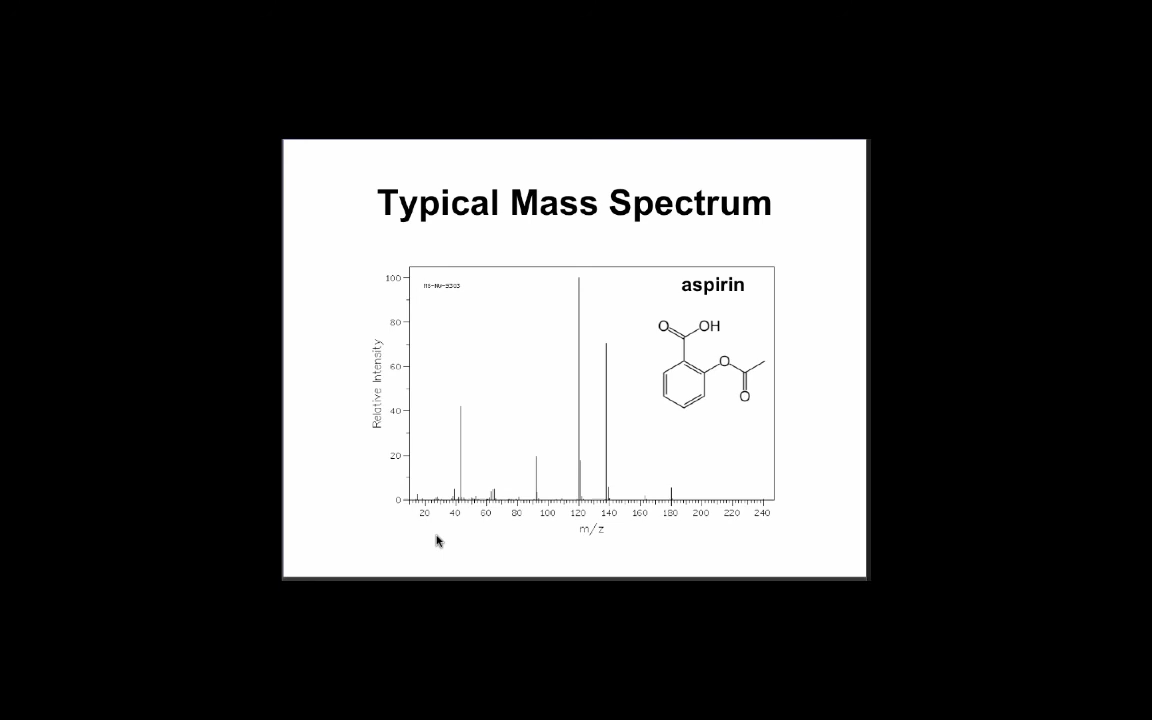 Typical Mass Spectrum
100
80
60
40
20
0
Relative Intensity
aspirin
O
OH
O
O
20 40 60 80 100 120 140 160 180 200 220 240
m/z